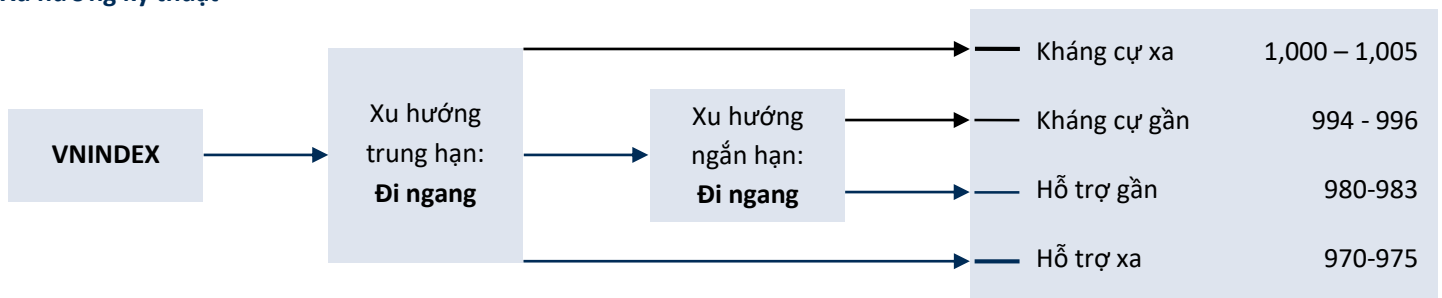 VNINDEX
Xu hướng
trung hạn:
Đi ngang
Xu hướng
ngắn hạn:
Đi ngang
Kháng cự xa 1,000 – 1,005
Kháng cự gần 994 - 996
Hỗ trợ gần 980-983
Hỗ trợ xa 970-975